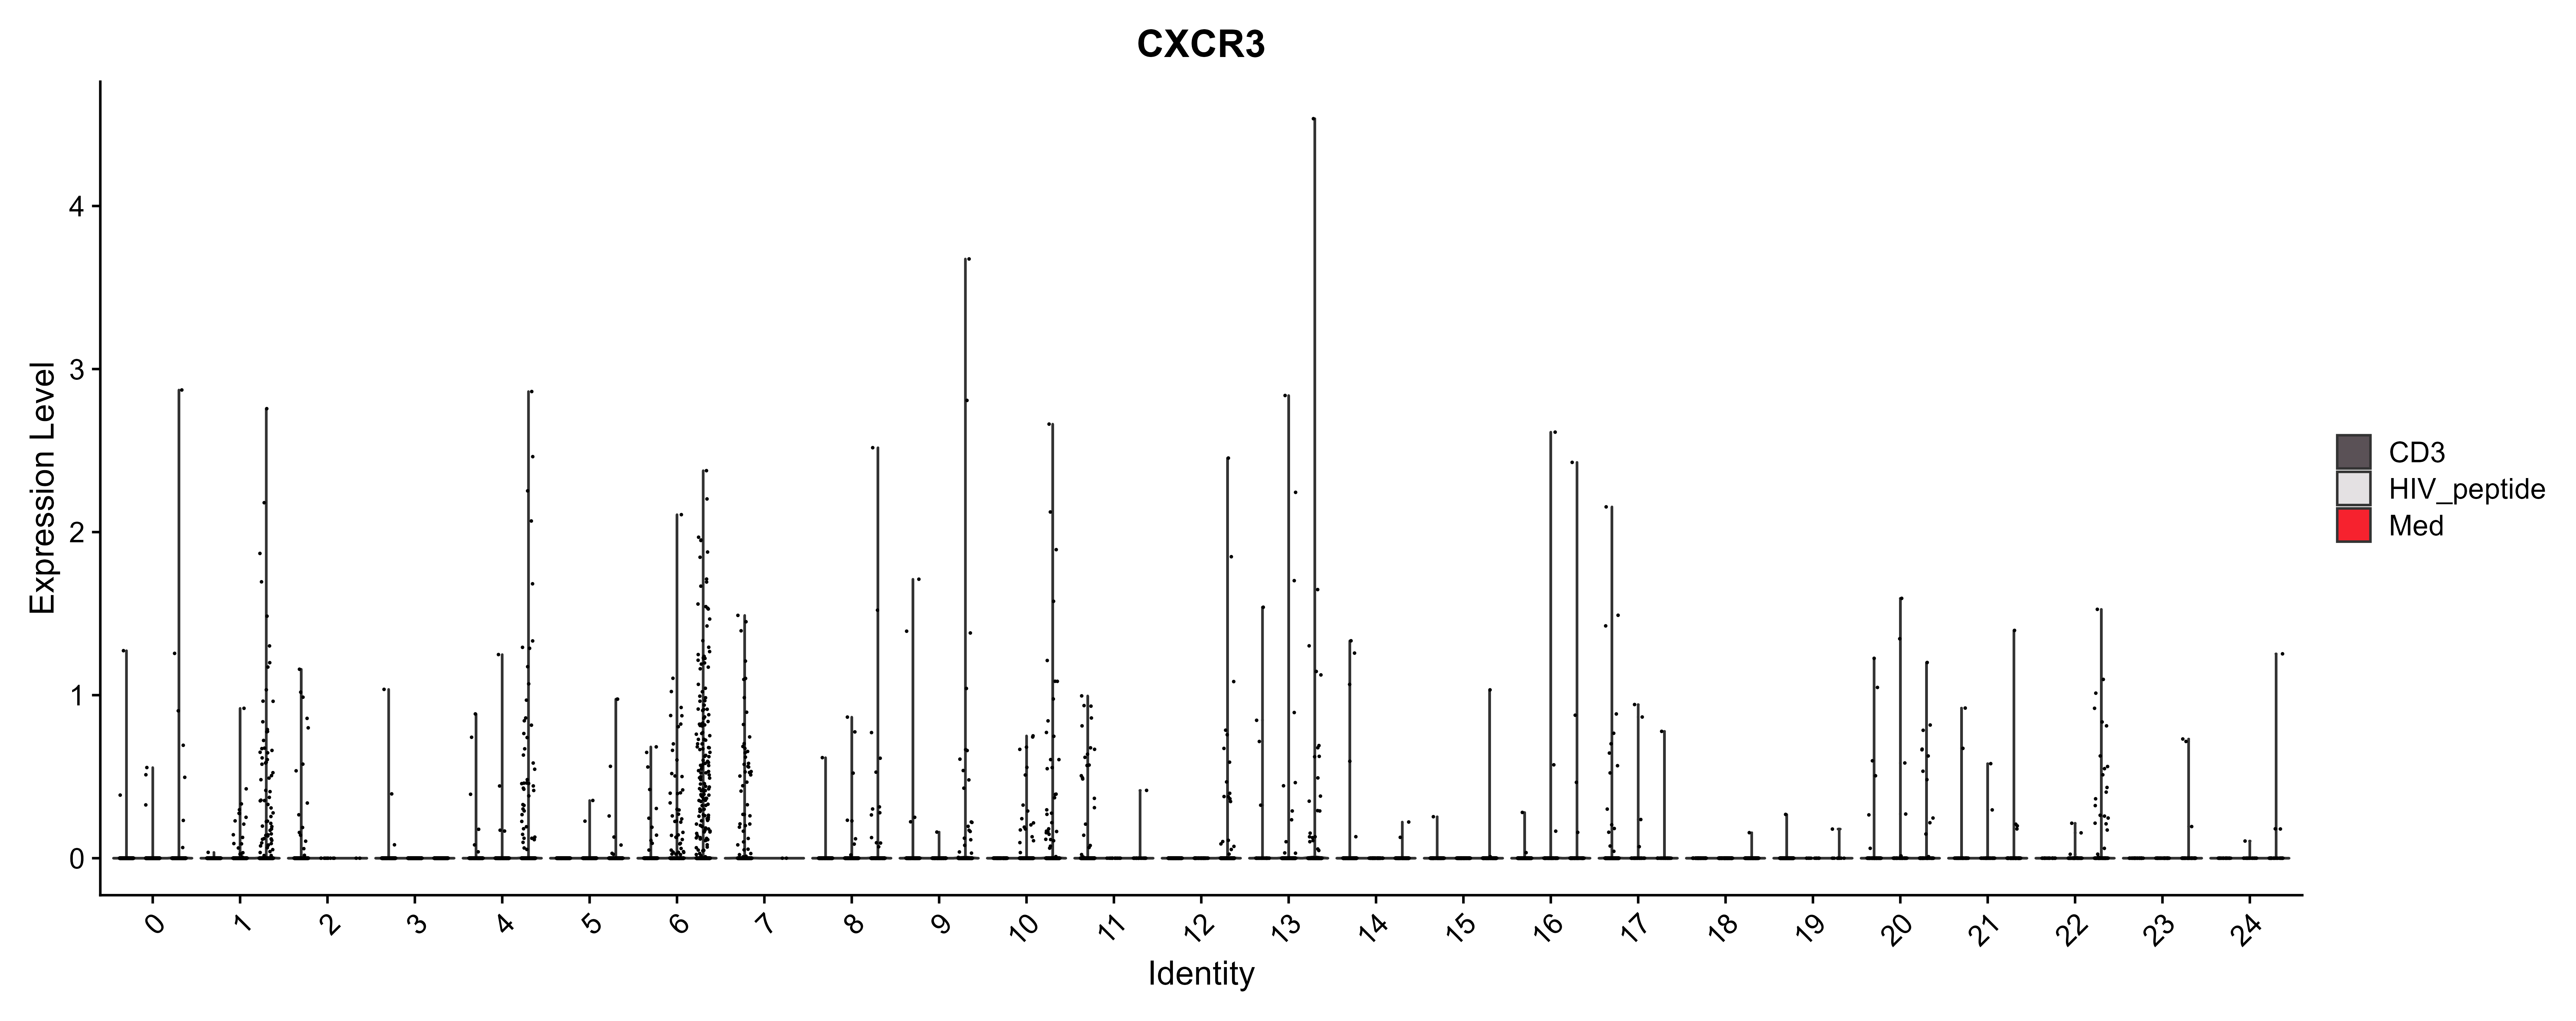 CXCR3
Expression Level
4
3
2
1
0
0 1 2 3 4 5 6 7 8 9 10 11 12 13 14 15 16 17 18 19 20 21 22 23 24
Identity
CD3
HIV_peptide
Med